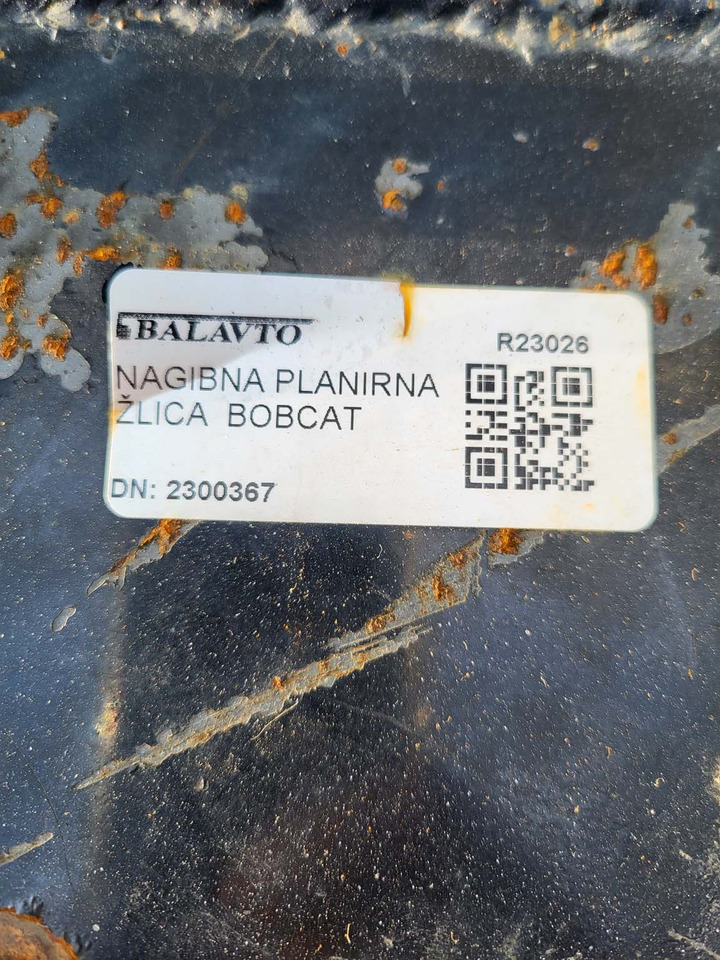 BALAVTO
R23026
NAGIBNA PLANIRNA
ŽLICA BOBCAT
DN: 2300367